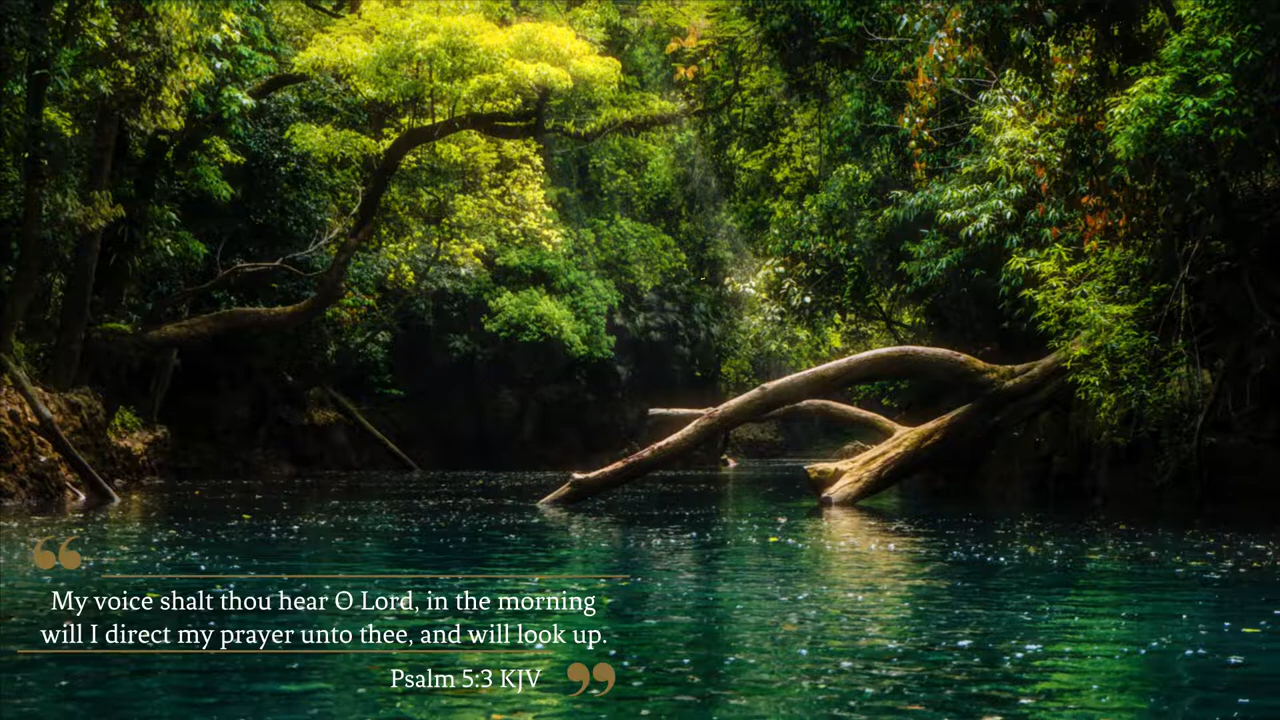 “
My voice shalt thou hear O Lord, in the morning
will I direct my prayer unto thee, and will look up.
Psalm 5:3 KJV ”